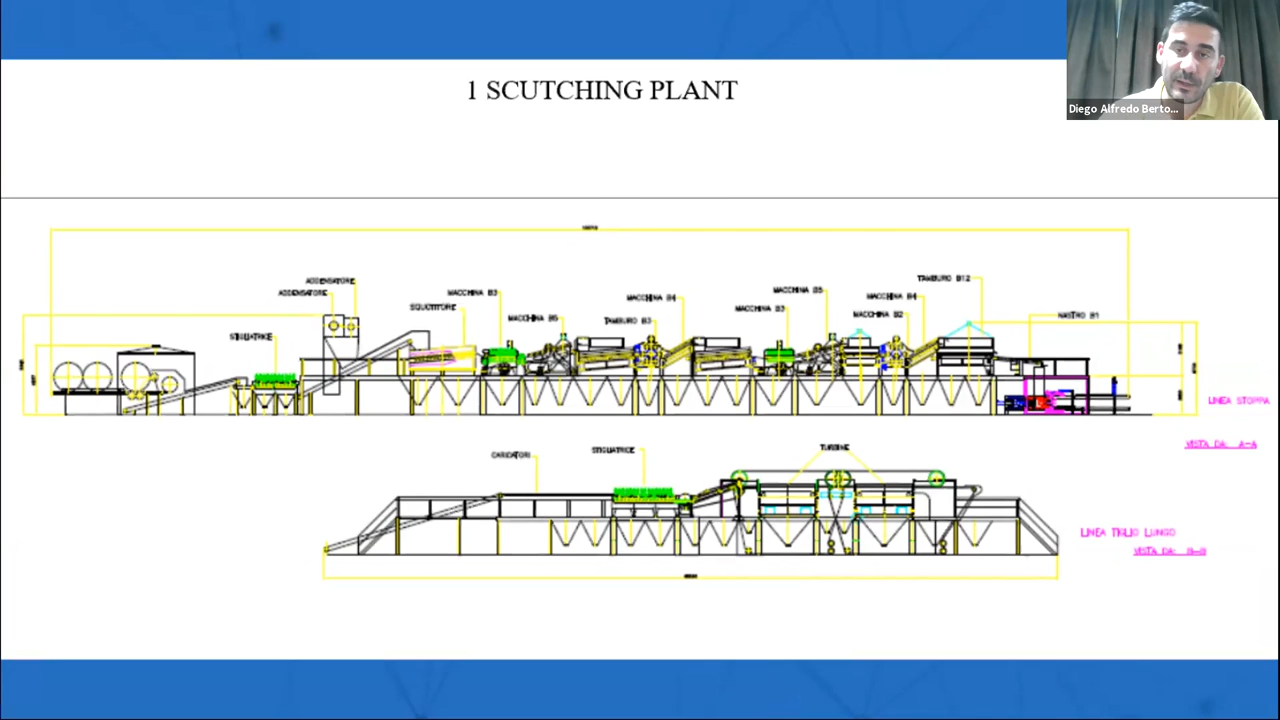 Diego Alfredo Berto...
1 SCUTCHING PLANT
ADDENSATORE
ADDENSATORE
STIGLIATRICE
SQUOTITORE
MACCHINA B3
MACCHINA B5
TAMBURO B3
MACCHINA B4
MACCHINA B3
MACCHINA B5
MACCHINA B2
MACCHINA B4
TAMBURO B12
NASTRO B1
LINEA STOPPA
VISTA DA: A-A
CARICATORI
STIGLIATRICE
TURBINE
LINEA TIGLIO LUNGO
VISTA DA: B-B